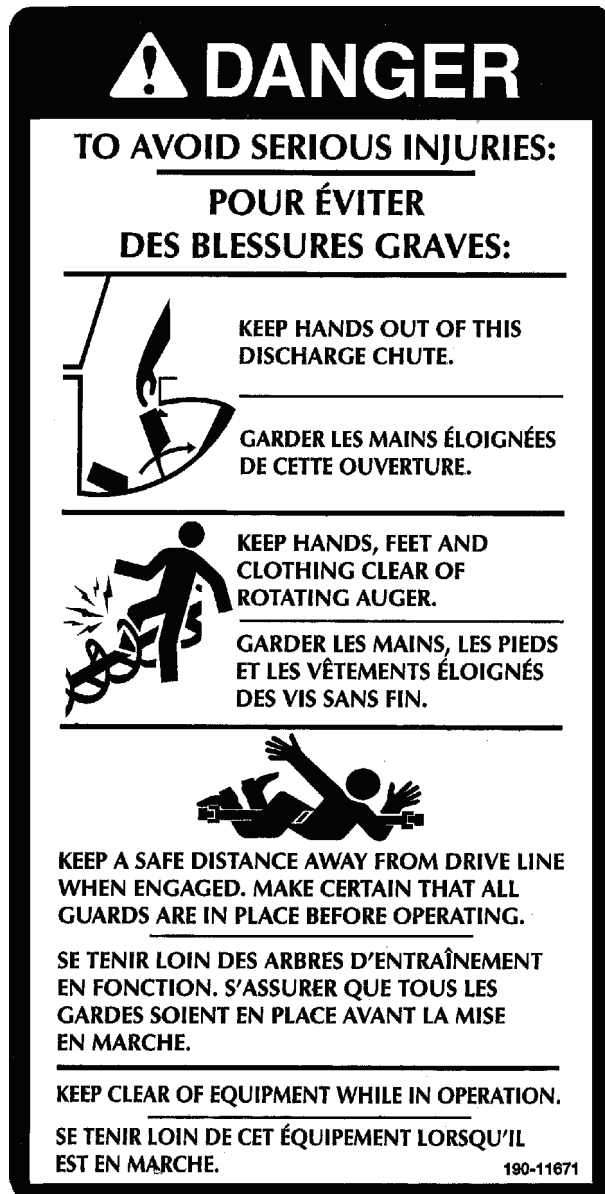 DANGER
TO AVOID SERIOUS INJURIES:
POUR ÉVITER
DES BLESSURES GRAVES:
KEEP HANDS OUT OF THIS
DISCHARGE CHUTE.
GARDER LES MAINS ÉLOIGNÉES
DE CETTE OUVERTURE.
KEEP HANDS, FEET AND
CLOTHING CLEAR OF
ROTATING AUGER.
GARDER LES MAINS, LES PIEDS
ET LES VÊTEMENTS ÉLOIGNÉS
DES VIS SANS FIN.
KEEP A SAFE DISTANCE AWAY FROM DRIVE LINE
WHEN ENGAGED. MAKE CERTAIN THAT ALL
GUARDS ARE IN PLACE BEFORE OPERATING.
SE TENIR LOIN DES ARBRES D'ENTRAÎNEMENT
EN FONCTION. S'ASSURER QUE TOUS LES
GARDES SOIENT EN PLACE AVANT LA MISE
EN MARCHE.
KEEP CLEAR OF EQUIPMENT WHILE IN OPERATION.
SE TENIR LOIN DE CET ÉQUIPEMENT LORSQU'IL
EST EN MARCHE.
190-11671